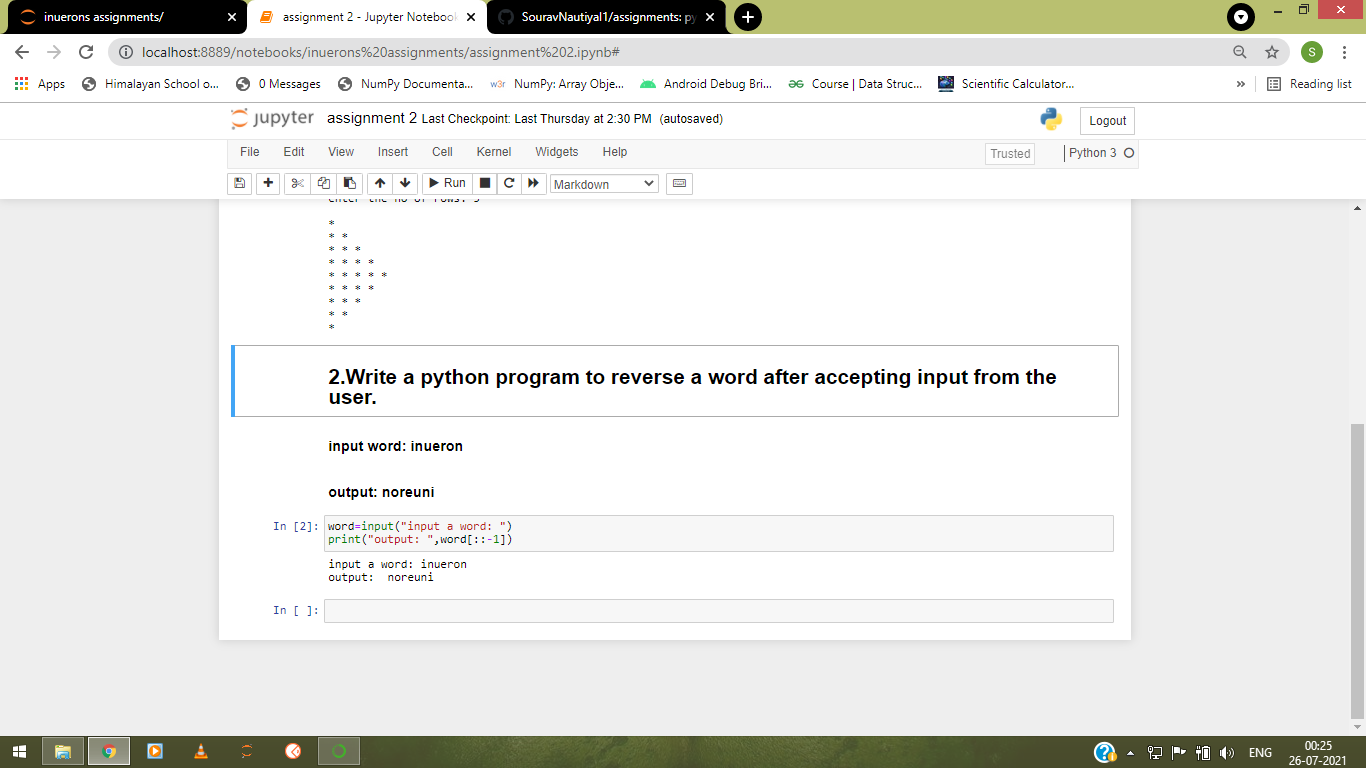 inuerons assignments/
assignment 2 - Jupyter Notebook
SouravNautiyal1/assignments: py
localhost:8889/notebooks/inuerons%20assignments/assignment%202.ipynb#
S
Apps
Himalayan School o...
0 Messages
NumPy Documenta...
w3r NumPy: Array Obje...
Android Debug Bri...
Course | Data Struc...
Scientific Calculator...
»
Reading list
jupyter assignment 2 Last Checkpoint: Last Thursday at 2:30 PM (autosaved)
Logout
File Edit View Insert Cell Kernel Widgets Help
Trusted
Python 3
Run
Markdown
enter the no of rows: 5
*
* *
* * *
* * * *
* * * * *
* * * *
* * *
* *
*
2.Write a python program to reverse a word after accepting input from the
user.
input word: inueron
output: noreuni
In [2]: word=input("input a word: ")
print("output: ",word[::-1])
input a word: inueron
output:  noreuni
In [ ]:
ENG
00:25
26-07-2021